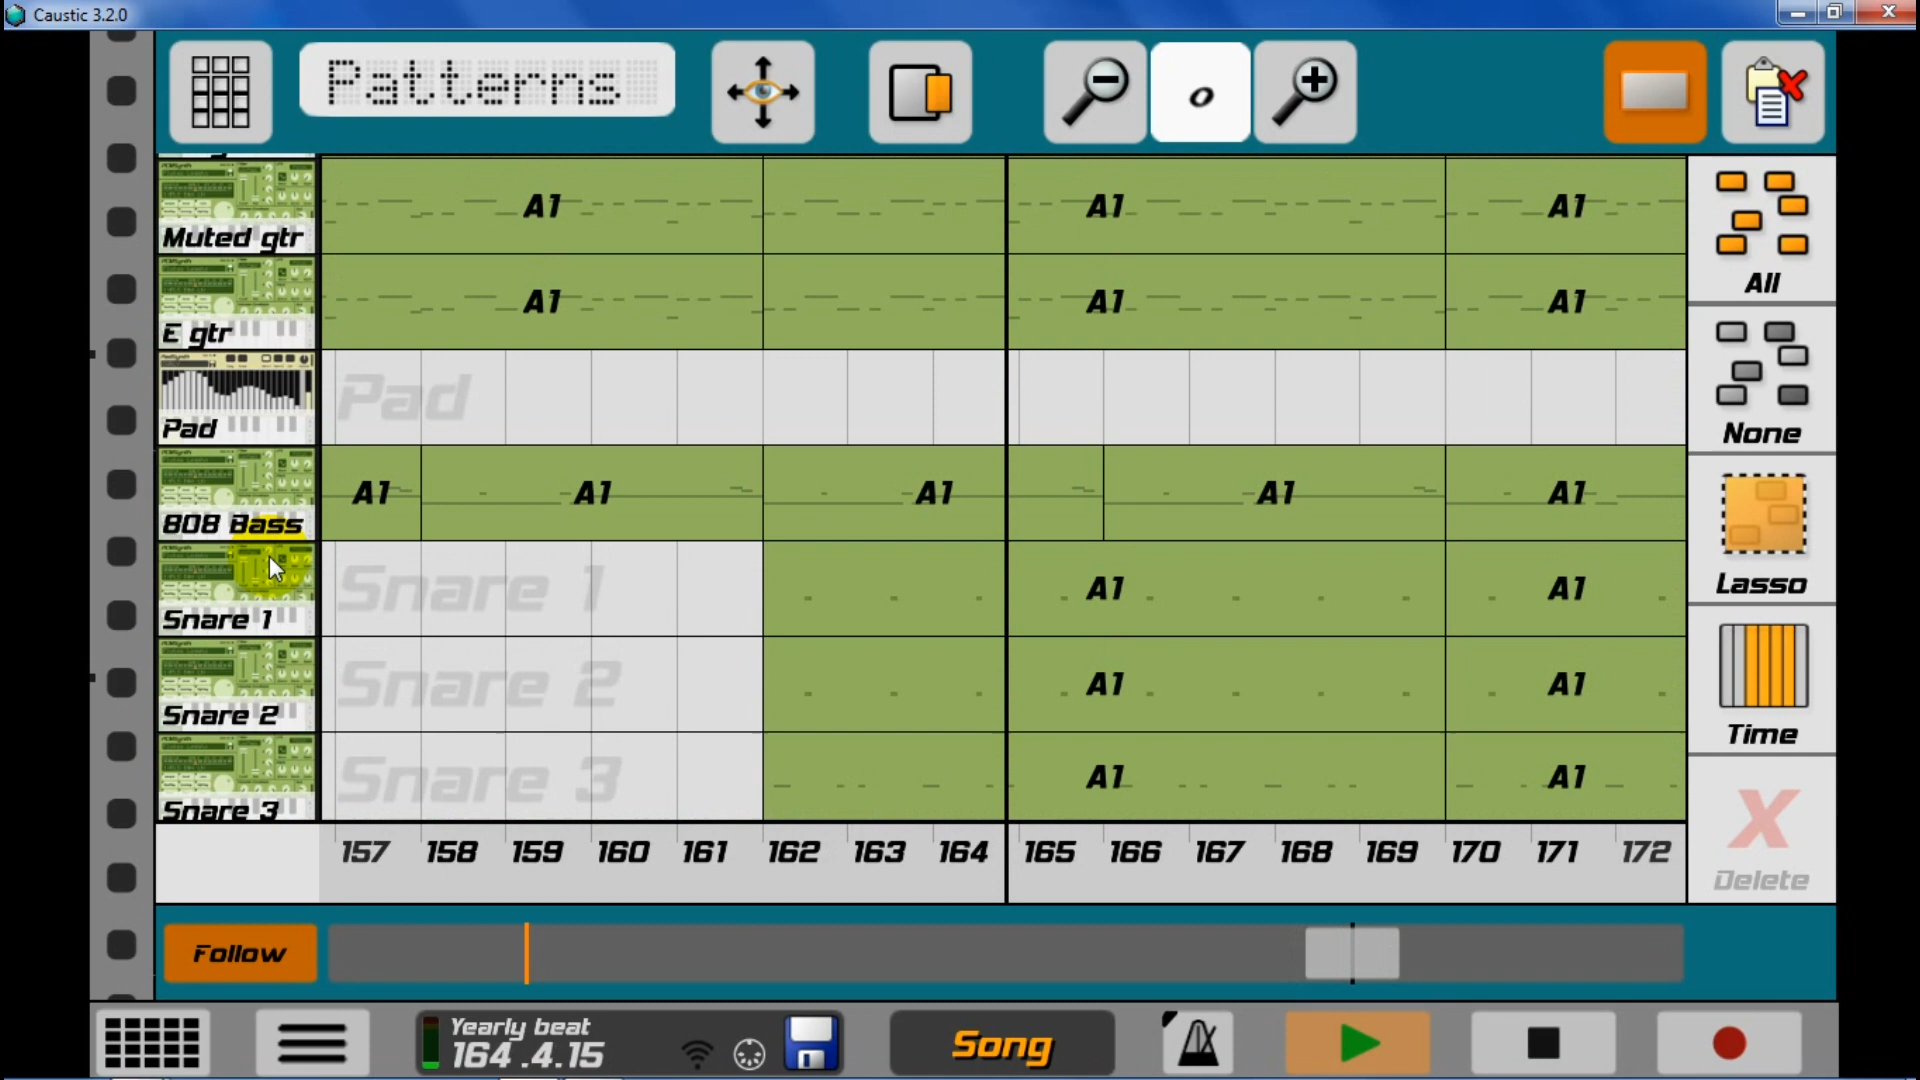 Caustic 3.2.0
Patterns
o
Muted gtr
A1 A1 A1
E gtr
A1 A1 A1
Pad
Pad
808 Bass
A1 A1 A1 A1 A1
Snare 1
Snare 1
A1 A1
Snare 2
Snare 2
A1 A1
Snare 3
Snare 3
A1 A1
157 158 159 160 161 162 163 164 165 166 167 168 169 170 171 172
All
None
Lasso
Time
X
Delete
Follow
Yearly beat
164 .4.15
Song